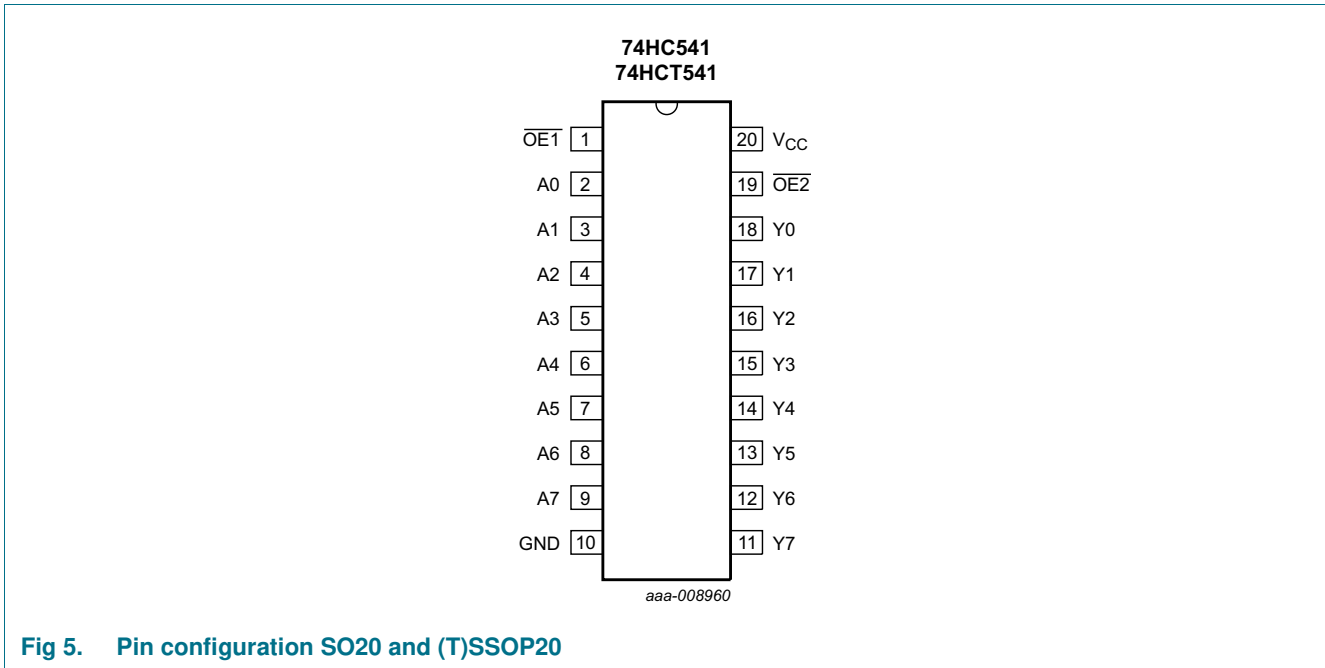 74HC541
74HCT541
OE1 1 20 VCC
A0 2 19 OE2
A1 3 18 Y0
A2 4 17 Y1
A3 5 16 Y2
A4 6 15 Y3
A5 7 14 Y4
A6 8 13 Y5
A7 9 12 Y6
GND 10 11 Y7
aaa-008960
Fig 5. Pin configuration SO20 and (T)SSOP20